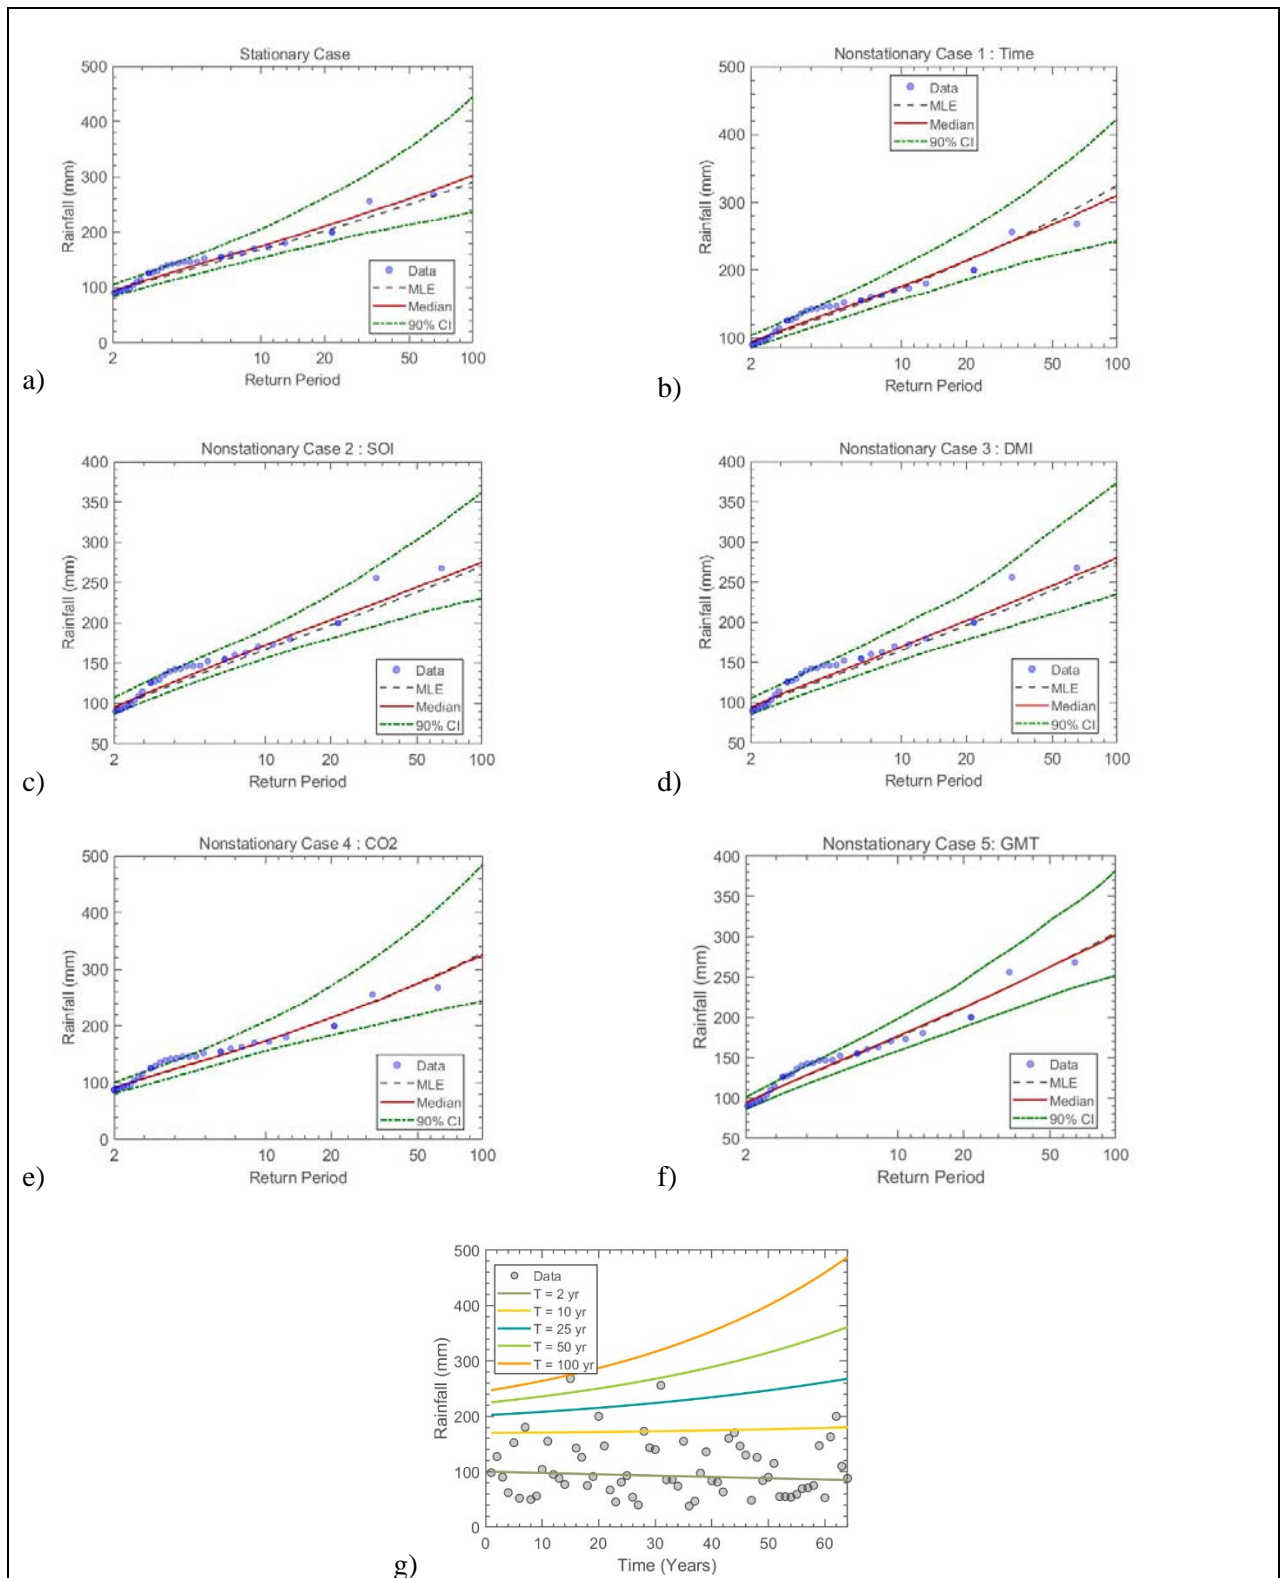 Stationary Case
500
400
300
200
100
0
Rainfall (mm)
Data
MLE
Median
90% CI
2 10 20 50 100
Return Period
a)
Nonstationary Case 1 : Time
500
400
300
200
100
Rainfall (mm)
Data
MLE
Median
90% CI
2 10 20 50 100
Return Period
b)
Nonstationary Case 2 : SOI
400
350
300
250
200
150
100
50
Rainfall (mm)
Data
MLE
Median
90% CI
2 10 20 50 100
Return Period
c)
Nonstationary Case 3 : DMI
400
350
300
250
200
150
100
50
Rainfall (mm)
Data
MLE
Median
90% CI
2 10 20 50 100
Return Period
d)
Nonstationary Case 4 : CO2
500
400
300
200
100
0
Rainfall (mm)
Data
MLE
Median
90% CI
2 10 20 50 100
Return Period
e)
Nonstationary Case 5: GMT
400
350
300
250
200
150
100
50
Rainfall (mm)
Data
MLE
Median
90% CI
2 10 20 50 100
Return Period
f)
500
400
300
200
100
0
Rainfall (mm)
Data
T = 2 yr
T = 10 yr
T = 25 yr
T = 50 yr
T = 100 yr
0 10 20 30 40 50 60
Time (Years)
g)